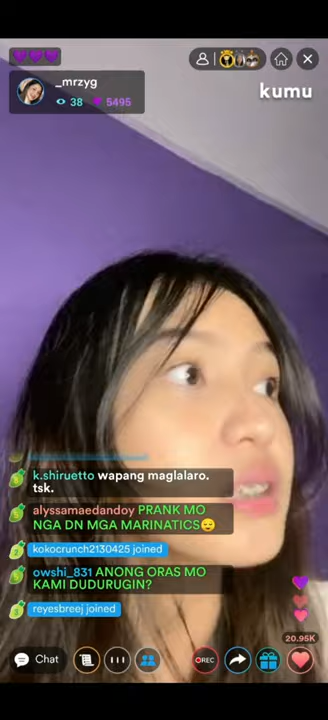 _mrzyg
38 5495
kumu
k.shiruetto wapang maglalaro.
tsk.
alyssamaedandoy PRANK MO
NGA DN MGA MARINATICS
kokocrunch2130425 joined
owshi_831 ANONG ORAS MO
KAMI DUDURUGIN?
reyesbreej joined
20.95K
Chat
REC